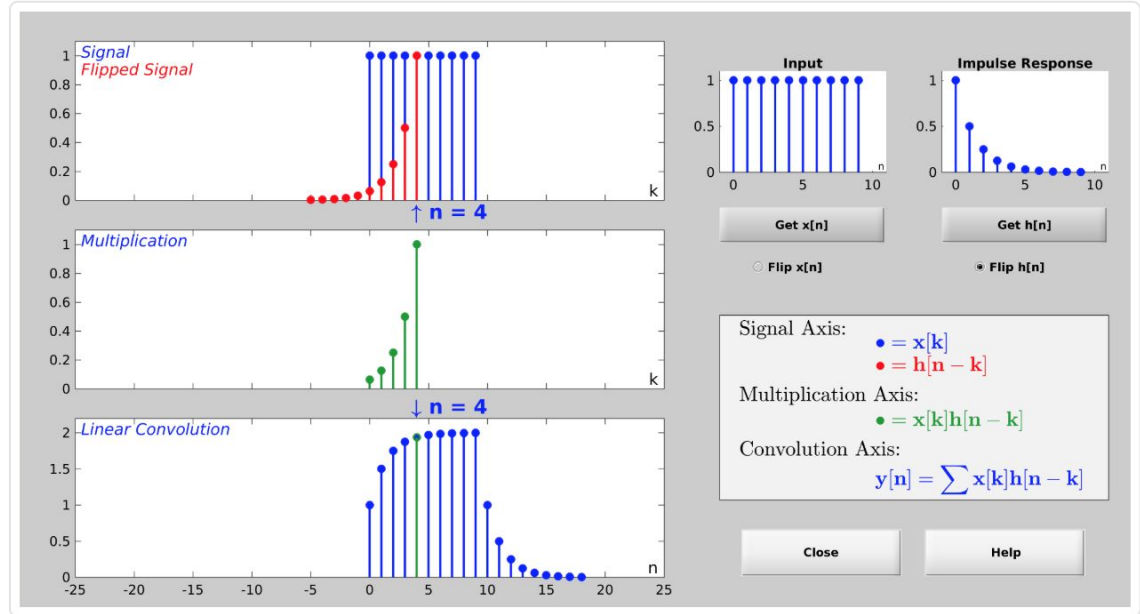 Signal
Flipped Signal
1
0.8
0.6
0.4
0.2
0
k
↑ n = 4
Multiplication
1
0.8
0.6
0.4
0.2
0
k
↓ n = 4
Linear Convolution
2
1.5
1
0.5
0
n
-25 -20 -15 -10 -5 0 5 10 15 20 25
Input
1
0.5
0
n
0 5 10
Impulse Response
1
0.5
0
n
0 5 10
Get x[n]
Get h[n]
Flip x[n]
Flip h[n]
Signal Axis:
• = x[k]
• = h[n − k]
Multiplication Axis:
• = x[k]h[n − k]
Convolution Axis:
y[n] = ∑ x[k]h[n − k]
Close
Help